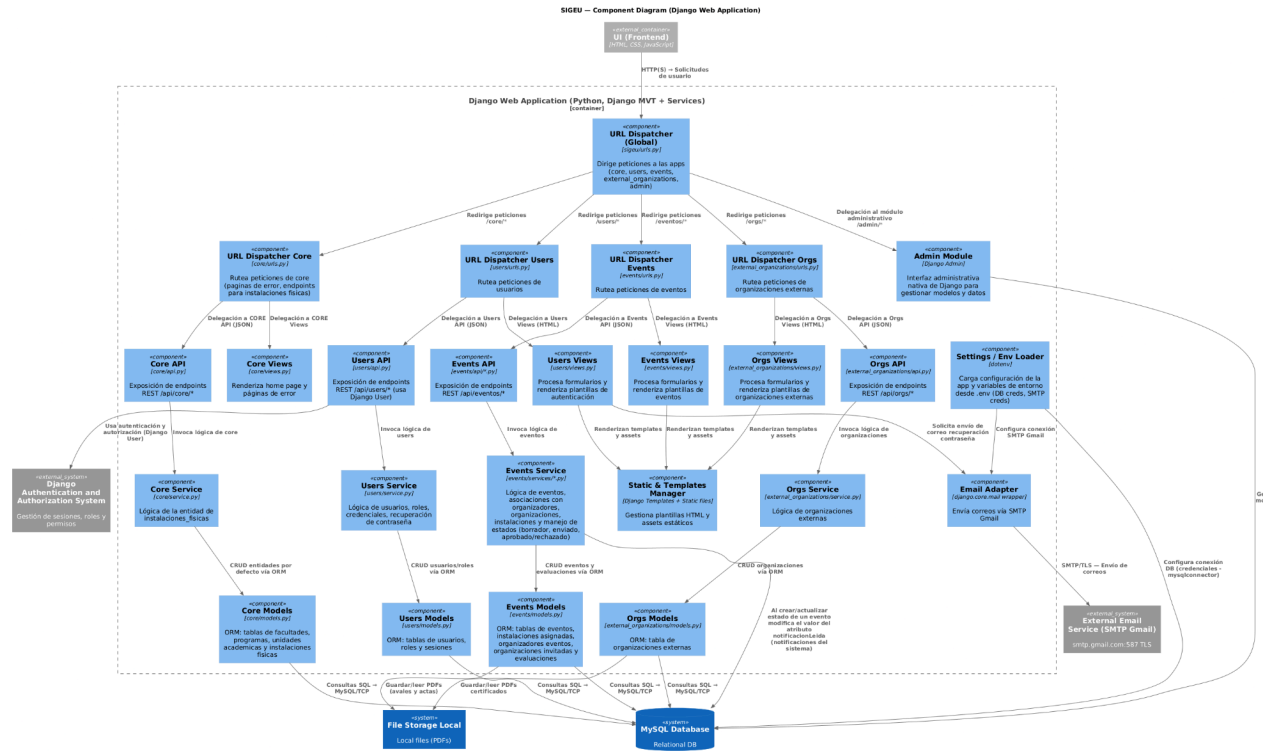 SIGEU — Component Diagram (Django Web Application)
«external_container»
UI (Frontend)
[HTML, CSS, JavaScript]
HTTP(S) → Solicitudes
de usuario
Django Web Application (Python, Django MVT + Services)
[container]
«component»
URL Dispatcher
(Global)
[sigeu/urls.py]
Dirige peticiones a las apps
(core, users, events,
external_organizations,
admin)
Redirige peticiones
/core/*
Redirige peticiones
/users/*
Redirige peticiones
/eventos/*
Redirige peticiones
/orgs/*
Delegación al módulo
administrativo
/admin/*
«component»
URL Dispatcher Core
[core/urls.py]
Rutea peticiones de core
(paginas de error, endpoints
para instalaciones físicas)
«component»
URL Dispatcher Users
[users/urls.py]
Rutea peticiones de
usuarios
«component»
URL Dispatcher
Events
[events/urls.py]
Rutea peticiones de eventos
«component»
URL Dispatcher Orgs
[external_organizations/urls.py]
Rutea peticiones de
organizaciones externas
«component»
Admin Module
[Django Admin]
Interfaz administrativa
nativa de Django para
gestionar modelos y datos
Delegación a CORE
API (JSON)
Delegación a CORE
Views
Delegación a Users
API (JSON)
Delegación a Users
Views (HTML)
Delegación a Events
API (JSON)
Delegación a Events
Views (HTML)
Delegación a Orgs
Views (HTML)
Delegación a Orgs
API (JSON)
«component»
Core API
[core/api.py]
Exposición de endpoints
REST /api/core/*
«component»
Core Views
[core/views.py]
Renderiza home page y
páginas de error
«component»
Users API
[users/api.py]
Exposición de endpoints
REST /api/users/* (usa
Django User)
«component»
Events API
[events/api/*.py]
Exposición de endpoints
REST /api/eventos/*
«component»
Users Views
[users/views.py]
Procesa formularios y
renderiza plantillas de
autenticación
«component»
Events Views
[events/views.py]
Procesa formularios y
renderiza plantillas de
eventos
«component»
Orgs Views
[external_organizations/views.py]
Procesa formularios y
renderiza plantillas de
organizaciones externas
«component»
Orgs API
[external_organizations/api.py]
Exposición de endpoints
REST /api/orgs/*
«component»
Settings / Env Loader
[dotenv]
Carga configuración de la
app y variables de entorno
desde .env (DB creds, SMTP
creds)
Usa autenticación y
autorización (Django
User)
Invoca lógica de core
Invoca lógica de
users
Invoca lógica de
eventos
Renderizan templates
y assets
Renderizan templates
y assets
Renderizan templates
y assets
Invoca lógica de
organizaciones
Solicita envío de
correo recuperación
contraseña
Configura conexión
SMTP Gmail
«external_system»
Django
Authentication and
Authorization System
Gestión de sesiones, roles y
permisos
«component»
Core Service
[core/service.py]
Lógica de la entidad de
instalaciones_fisicas
«component»
Users Service
[users/service.py]
Lógica de usuarios, roles,
credenciales, recuperación
de contraseña
«component»
Events Service
[events/services/*.py]
Lógica de eventos,
asociaciones con
organizadores,
organizaciones,
instalaciones y manejo de
estados (borrador, enviado,
aprobado/rechazado)
«component»
Static & Templates
Manager
[Django Templates + Static files]
Gestiona plantillas HTML y
assets estáticos
«component»
Orgs Service
[external_organizations/service.py]
Lógica de organizaciones
externas
«component»
Email Adapter
[django.core.mail wrapper]
Envía correos vía SMTP
Gmail
CRUD entidades por
defecto vía ORM
CRUD usuarios/roles
vía ORM
CRUD eventos y
evaluaciones vía ORM
CRUD organizaciones
vía ORM
SMTP/TLS — Envío de
correos
Configura conexión
DB (credenciales -
mysqlconnector)
Al crear/actualizar
estado de un evento
modifica el valor del
atributo
notificacionLeida
(notificaciones del
sistema)
«component»
Core Models
[core/models.py]
ORM: tablas de facultades,
programas, unidades
academicas y instalaciones
físicas
«component»
Users Models
[users/models.py]
ORM: tablas de usuarios,
roles y sesiones
«component»
Events Models
[events/models.py]
ORM: tablas de eventos,
instalaciones asignadas,
organizadores eventos,
organizaciones invitadas y
evaluaciones
«component»
Orgs Models
[external_organizations/models.py]
ORM: tabla de
organizaciones externas
«external_system»
External Email
Service (SMTP Gmail)
smtp.gmail.com:587 TLS
Consultas SQL →
MySQL/TCP
Guardar/leer PDFs
(avales y actas)
Guardar/leer PDFs
certificados
Consultas SQL →
MySQL/TCP
Consultas SQL →
MySQL/TCP
Consultas SQL →
MySQL/TCP
«system»
File Storage Local
Local files (PDFs)
«system»
MySQL Database
Relational DB